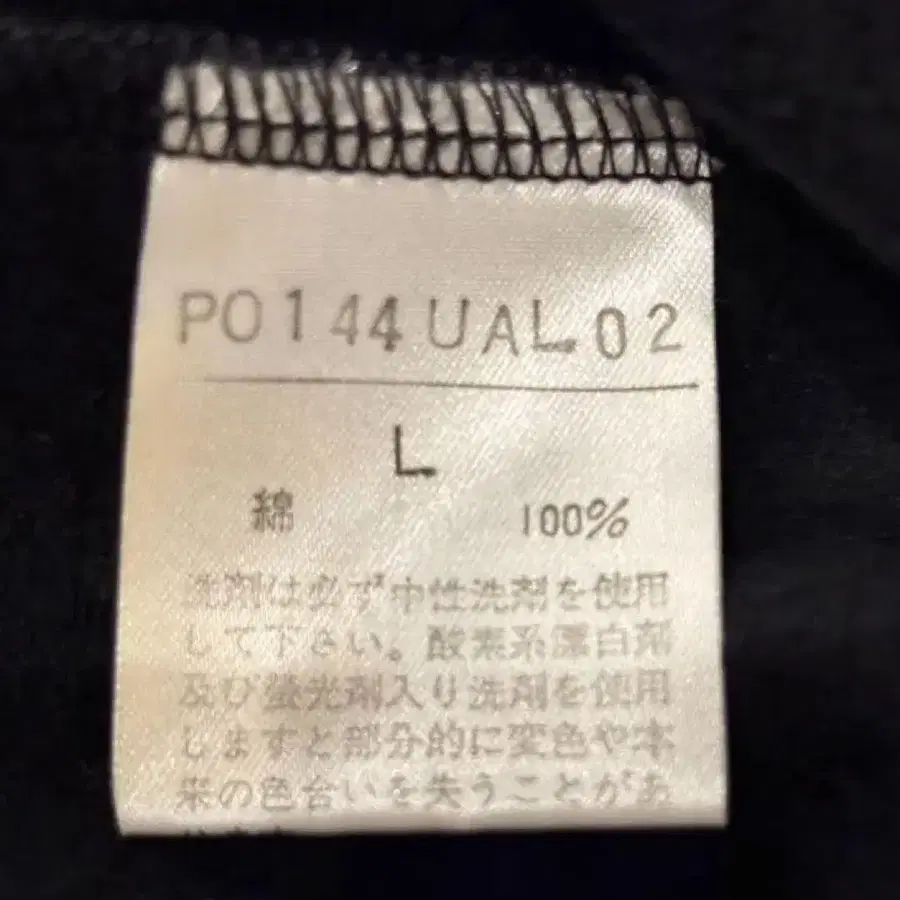 PO144UAL02
L
綿 100%
洗剤は必ず中性洗剤を使用
して下さい。酸素系漂白剤
及び螢光剤入り洗剤を使用
しますと部分的に変色や本
来の色合いを失うことがあ